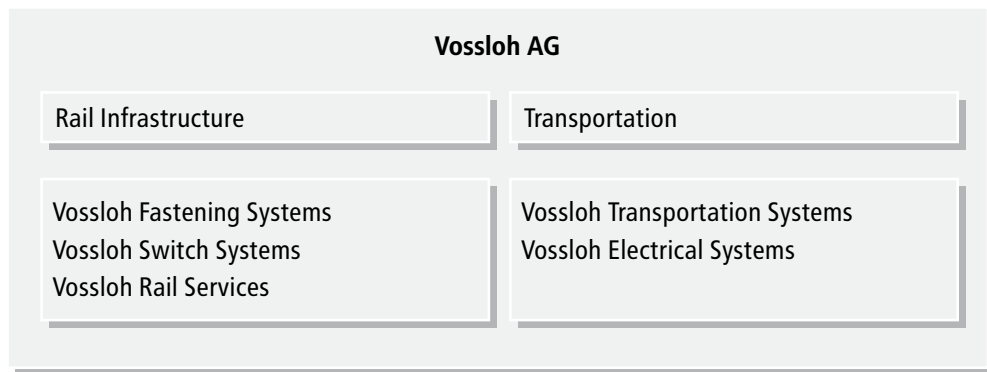 Vossloh AG
Rail Infrastructure
Transportation
Vossloh Fastening Systems
Vossloh Switch Systems
Vossloh Rail Services
Vossloh Transportation Systems
Vossloh Electrical Systems